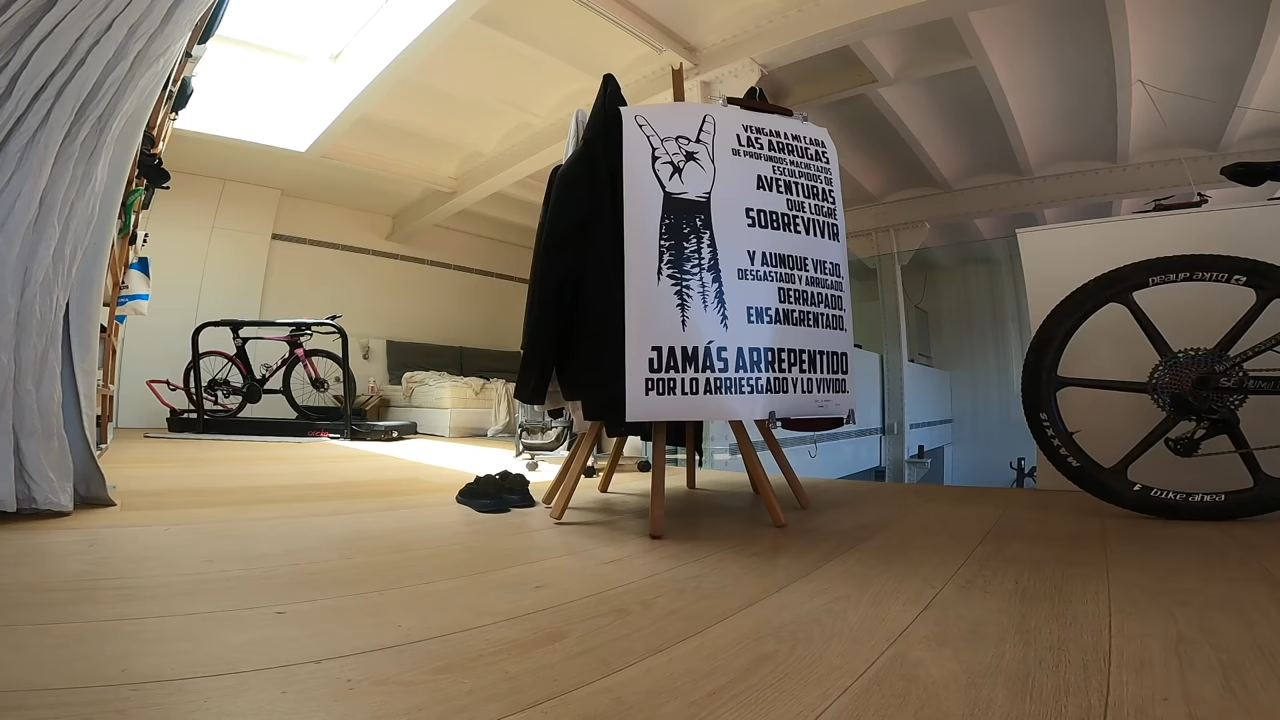 VENGAN A MI CARA
LAS ARRUGAS
DE PROFUNDOS MACHETAZOS
ESCULPIDOS DE
AVENTURAS
QUE LOGRÉ
SOBREVIVIR
Y AUNQUE VIEJO,
DESGASTADO Y ARRUGADO,
DERRAPADO,
ENSANGRENTADO,
JAMÁS ARREPENTIDO
POR LO ARRIESGADO Y LO VIVIDO.
bike ahead
MAXXIS
bike ahea